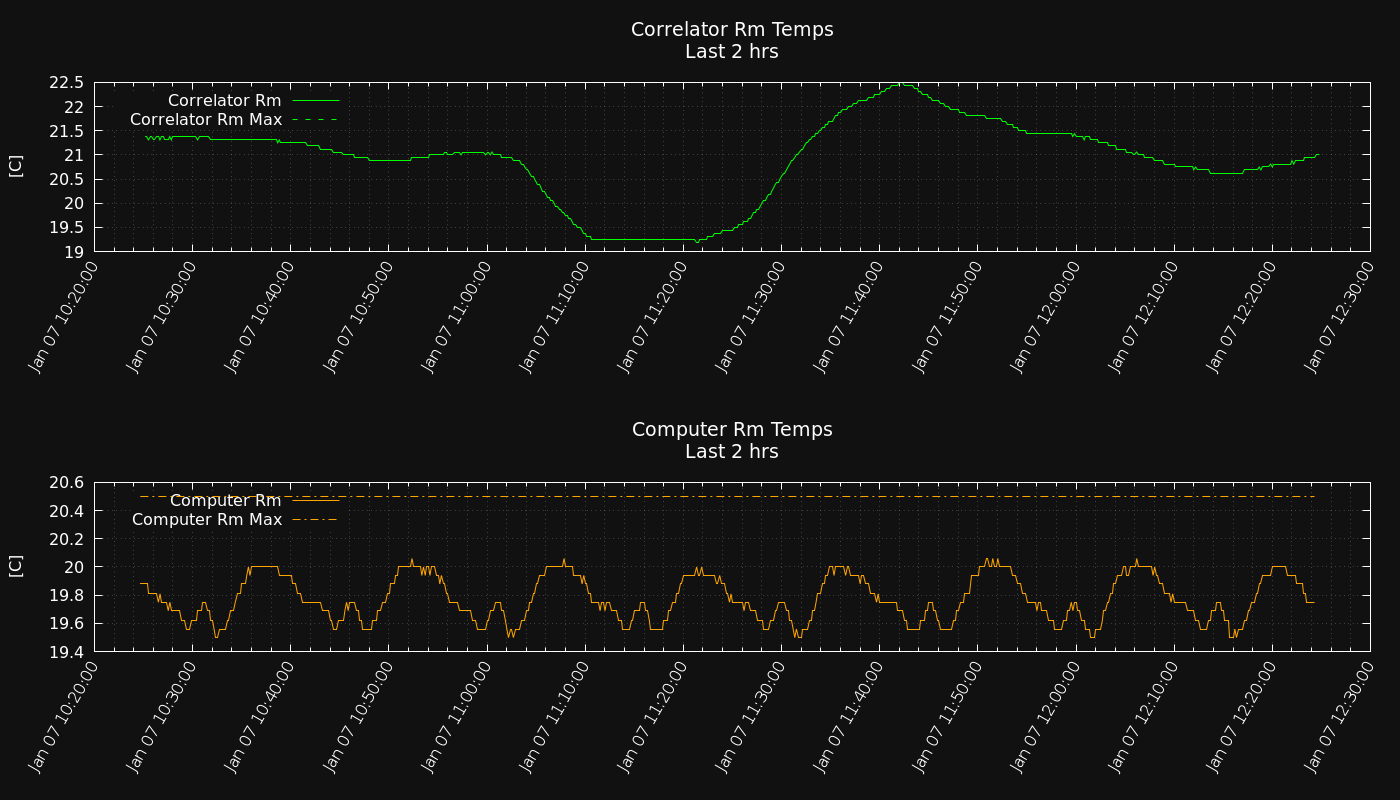 Correlator Rm Temps
Last 2 hrs
22.5
22
21.5
21
20.5
20
19.5
19
[C]
Correlator Rm
Correlator Rm Max
Jan 07 10:20:00
Jan 07 10:30:00
Jan 07 10:40:00
Jan 07 10:50:00
Jan 07 11:00:00
Jan 07 11:10:00
Jan 07 11:20:00
Jan 07 11:30:00
Jan 07 11:40:00
Jan 07 11:50:00
Jan 07 12:00:00
Jan 07 12:10:00
Jan 07 12:20:00
Jan 07 12:30:00
Computer Rm Temps
Last 2 hrs
20.6
20.4
20.2
20
19.8
19.6
19.4
[C]
Computer Rm
Computer Rm Max
Jan 07 10:20:00
Jan 07 10:30:00
Jan 07 10:40:00
Jan 07 10:50:00
Jan 07 11:00:00
Jan 07 11:10:00
Jan 07 11:20:00
Jan 07 11:30:00
Jan 07 11:40:00
Jan 07 11:50:00
Jan 07 12:00:00
Jan 07 12:10:00
Jan 07 12:20:00
Jan 07 12:30:00